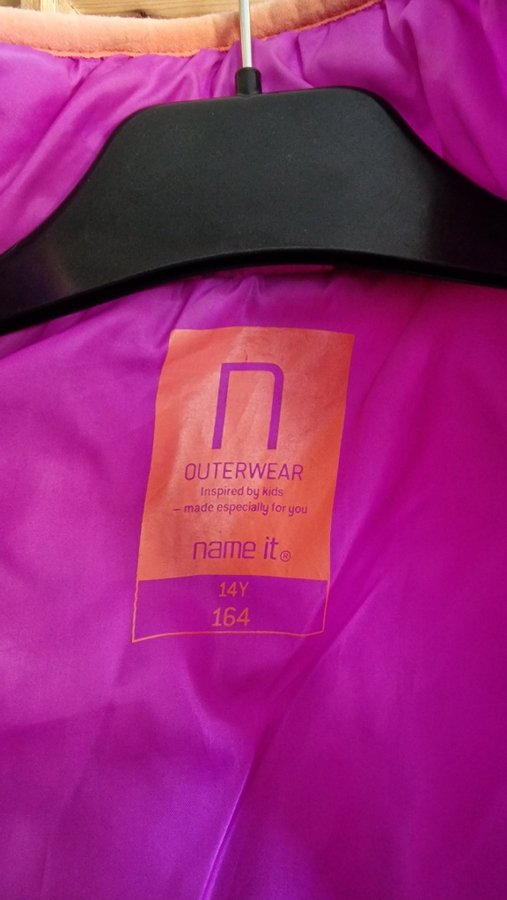 n
OUTERWEAR
Inspired by kids
– made especially for you
name it®
14Y
164